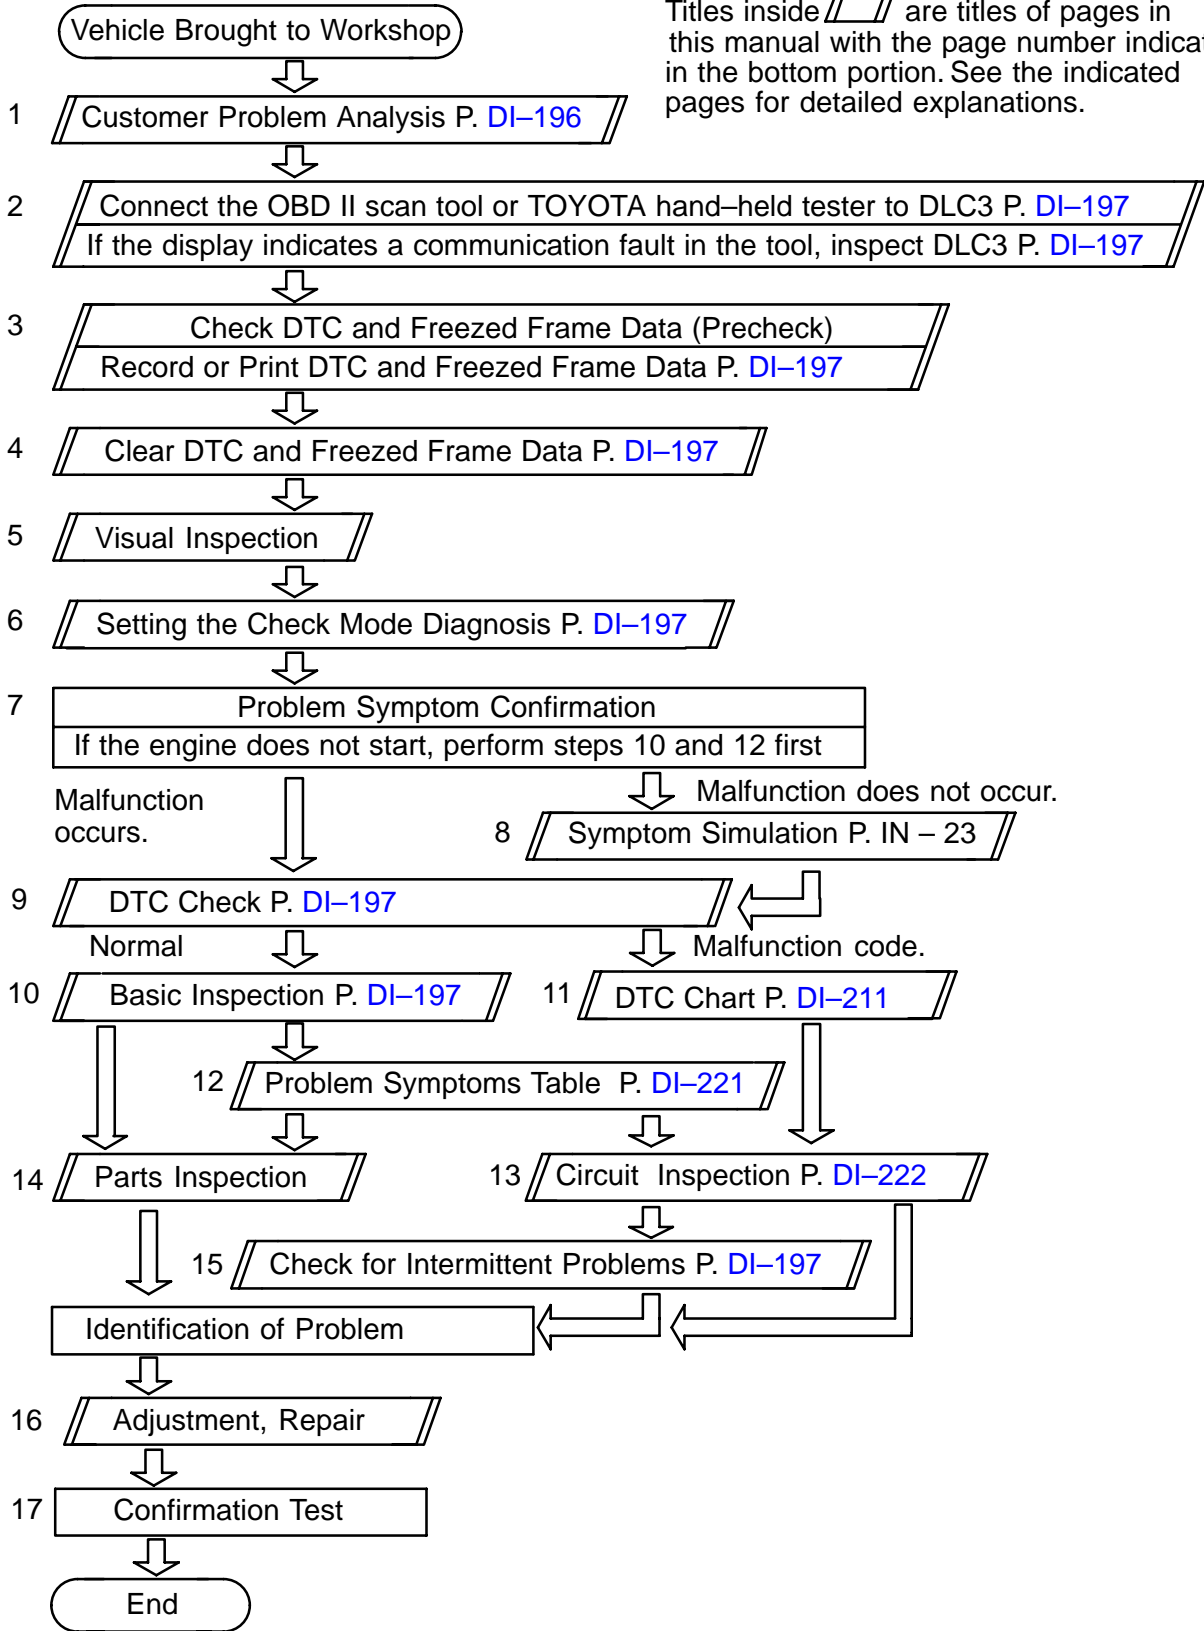 Vehicle Brought to Workshop
Titles inside are titles of pages in
this manual with the page number indicat
in the bottom portion. See the indicated
pages for detailed explanations.
1 Customer Problem Analysis P. DI–196
2 Connect the OBD II scan tool or TOYOTA hand–held tester to DLC3 P. DI–197
If the display indicates a communication fault in the tool, inspect DLC3 P. DI–197
3 Check DTC and Freezed Frame Data (Precheck)
Record or Print DTC and Freezed Frame Data P. DI–197
4 Clear DTC and Freezed Frame Data P. DI–197
5 Visual Inspection
6 Setting the Check Mode Diagnosis P. DI–197
7 Problem Symptom Confirmation
If the engine does not start, perform steps 10 and 12 first
Malfunction
occurs.
Malfunction does not occur.
8 Symptom Simulation P. IN – 23
9 DTC Check P. DI–197
Normal
Malfunction code.
10 Basic Inspection P. DI–197
11 DTC Chart P. DI–211
12 Problem Symptoms Table P. DI–221
14 Parts Inspection
13 Circuit Inspection P. DI–222
15 Check for Intermittent Problems P. DI–197
Identification of Problem
16 Adjustment, Repair
17 Confirmation Test
End